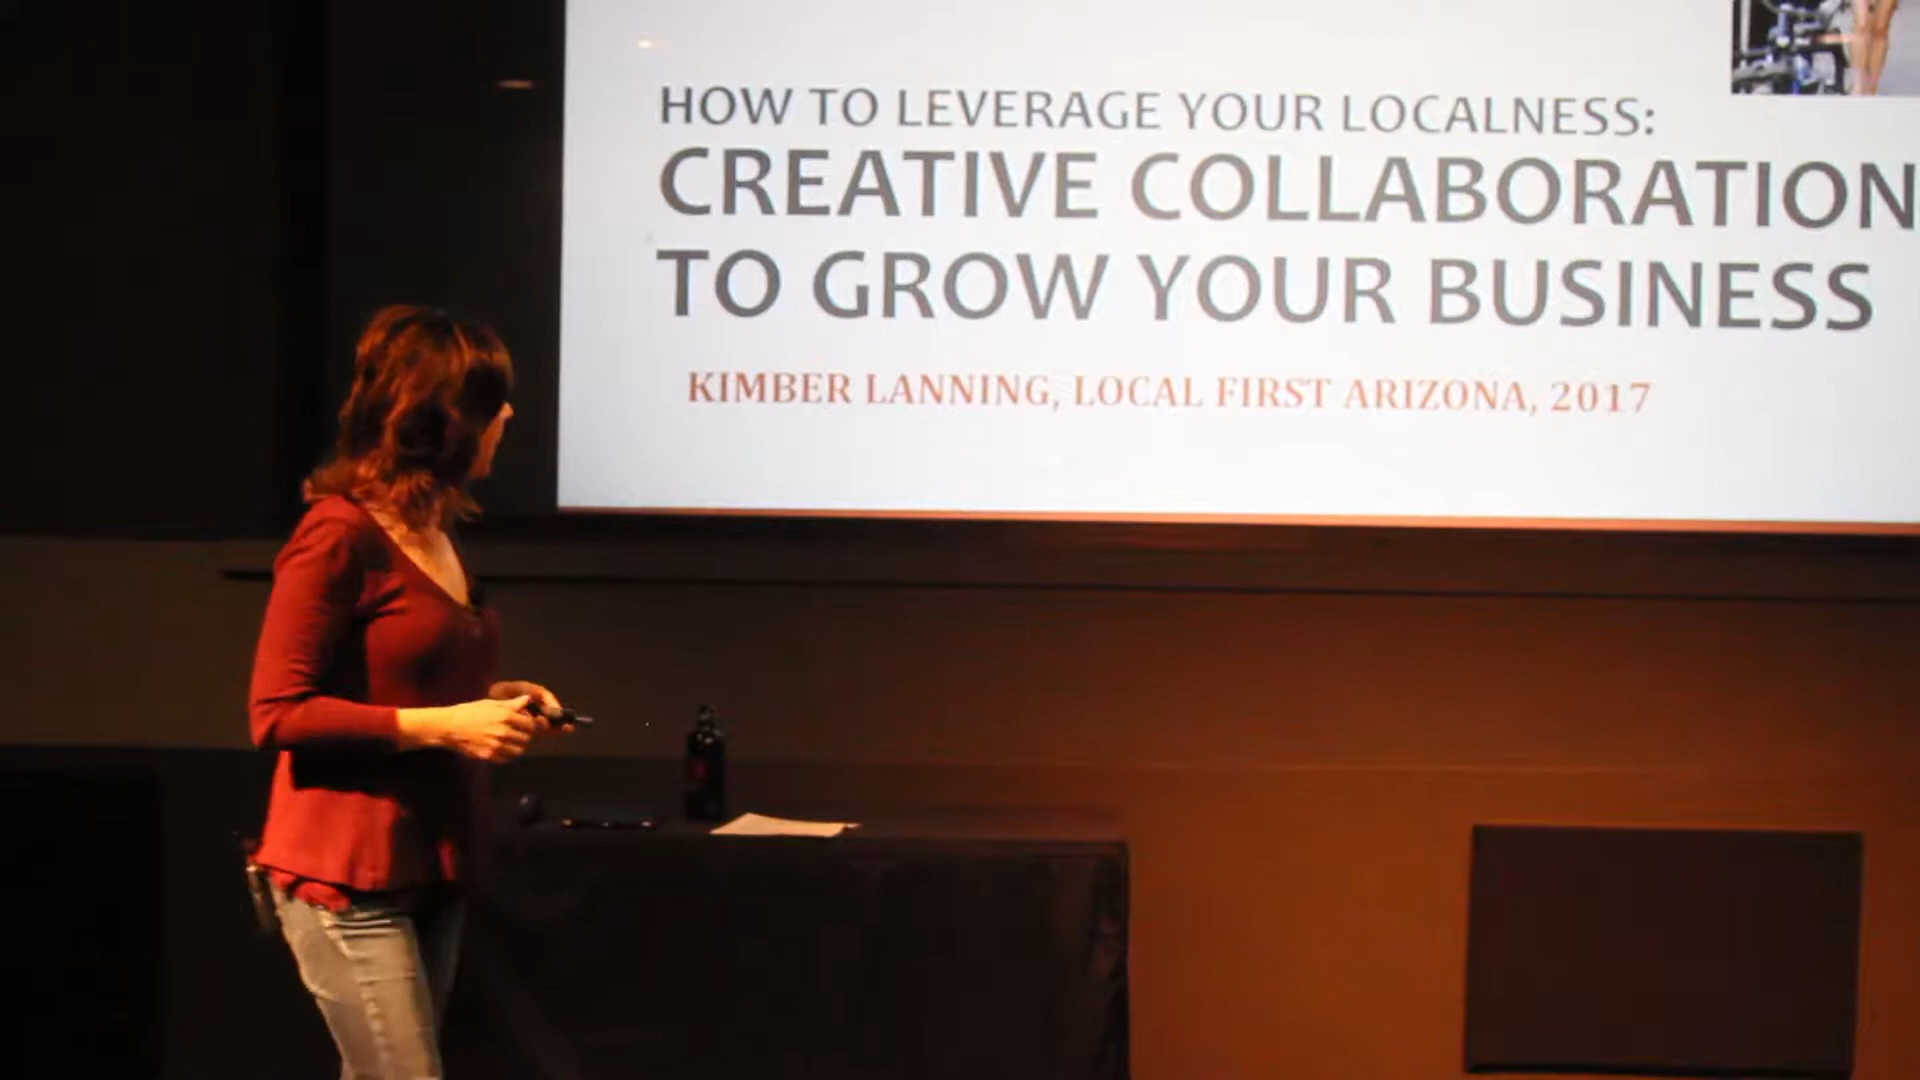 HOW TO LEVERAGE YOUR LOCALNESS:
CREATIVE COLLABORATION
TO GROW YOUR BUSINESS
KIMBER LANNING, LOCAL FIRST ARIZONA, 2017